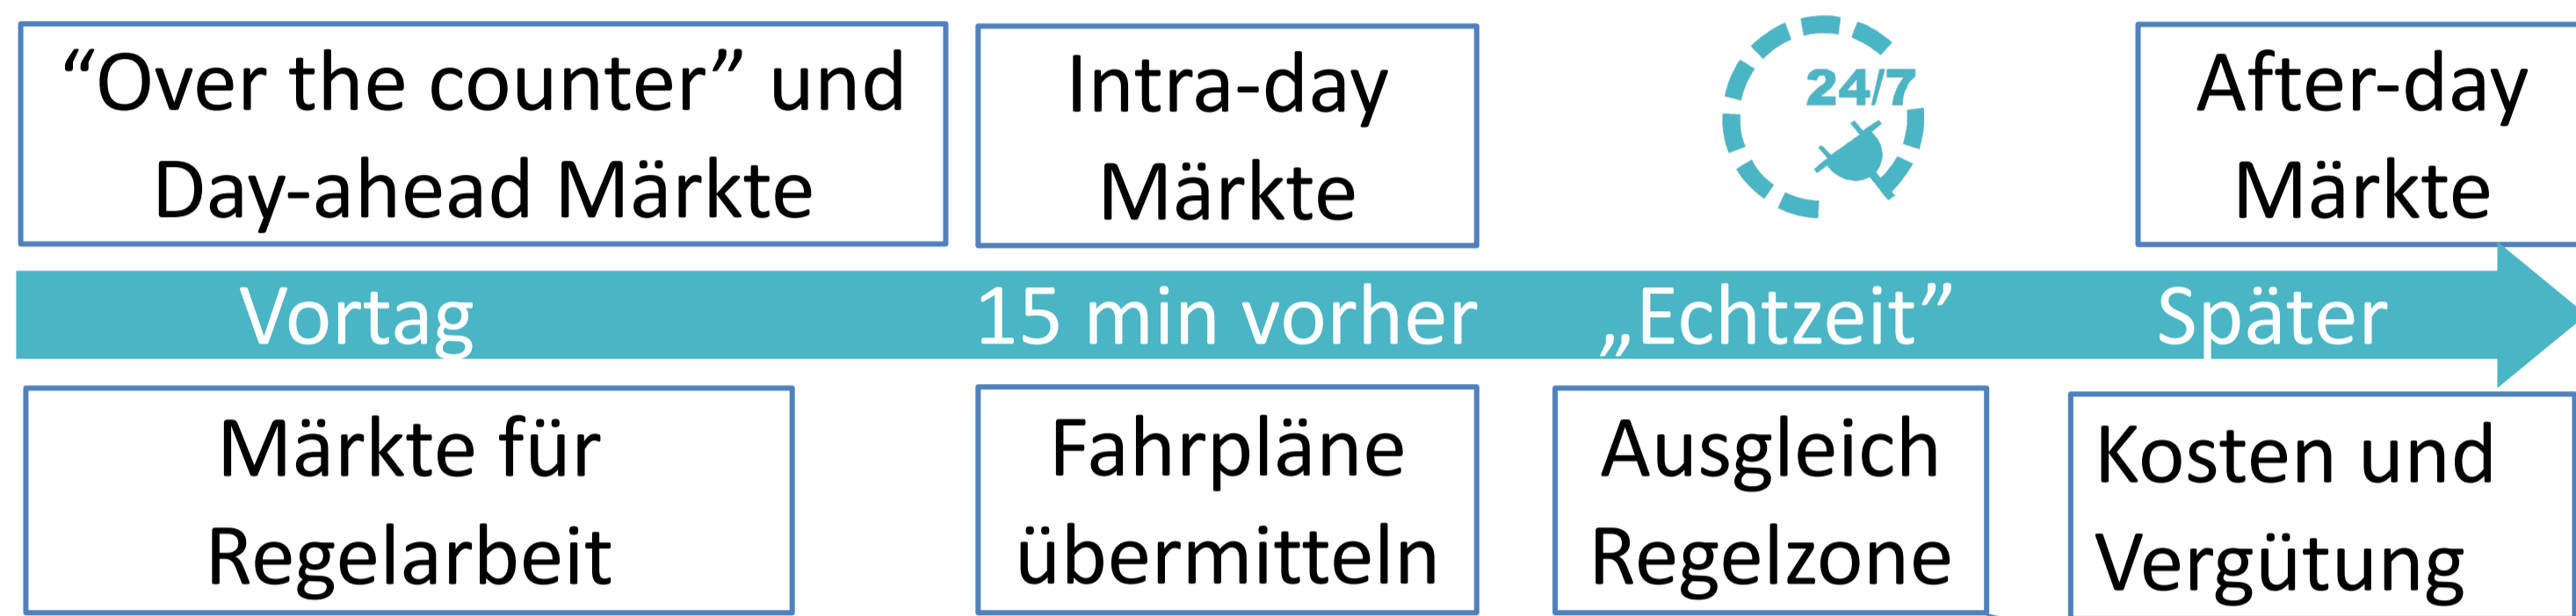 “Over the counter” und
Day-ahead Märkte
Intra-day
Märkte
24/7
After-day
Märkte
Vortag
15 min vorher
„Echtzeit”
Später
Märkte für
Regelarbeit
Fahrpläne
übermitteln
Ausgleich
Regelzone
Kosten und
Vergütung